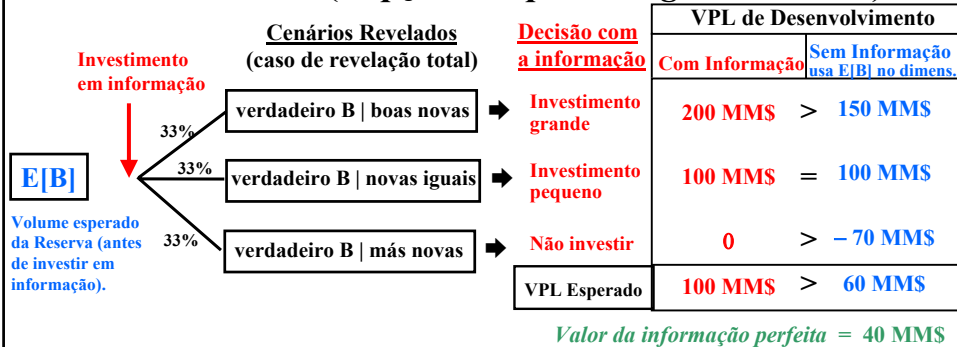 Cenários Revelados
(caso de revelação total)
Decisão com
a informação
VPL de Desenvolvimento
Com Informação
Sem Informação
usa E[B] no dimens.
Investimento
em informação
33%
verdadeiro B | boas novas
Investimento
grande
200 MM$ > 150 MM$
E[B]
33%
verdadeiro B | novas iguais
Investimento
pequeno
100 MM$ = 100 MM$
Volume esperado
da Reserva (antes
de investir em
informação).
33%
verdadeiro B | más novas
Não investir
0 > – 70 MM$
VPL Esperado
100 MM$ > 60 MM$
Valor da informação perfeita = 40 MM$